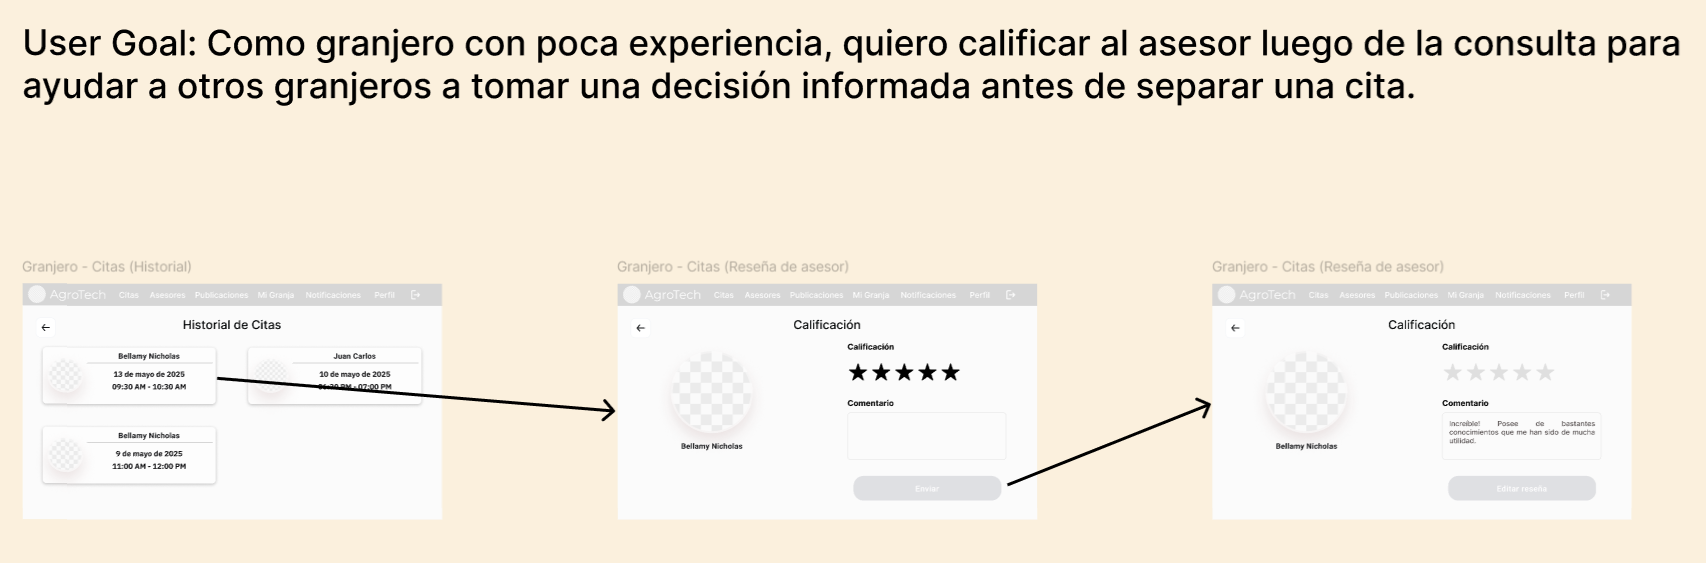 User Goal: Como granjero con poca experiencia, quiero calificar al asesor luego de la consulta para
ayudar a otros granjeros a tomar una decisión informada antes de separar una cita.
Granjero - Citas (Historial)
AgroTech Citas Asesores Publicaciones Mi Granja Notificaciones Perfil
Historial de Citas
Bellamy Nicholas
13 de mayo de 2025
09:30 AM - 10:30 AM
Juan Carlos
10 de mayo de 2025
06:30 PM - 07:00 PM
Bellamy Nicholas
9 de mayo de 2025
11:00 AM - 12:00 PM
Granjero - Citas (Reseña de asesor)
AgroTech Citas Asesores Publicaciones Mi Granja Notificaciones Perfil
Calificación
Bellamy Nicholas
Calificación
Comentario
Enviar
Granjero - Citas (Reseña de asesor)
AgroTech Citas Asesores Publicaciones Mi Granja Notificaciones Perfil
Calificación
Bellamy Nicholas
Calificación
Comentario
Increíble! Posee de bastantes
conocimientos que me han sido de mucha
utilidad.
Editar reseña